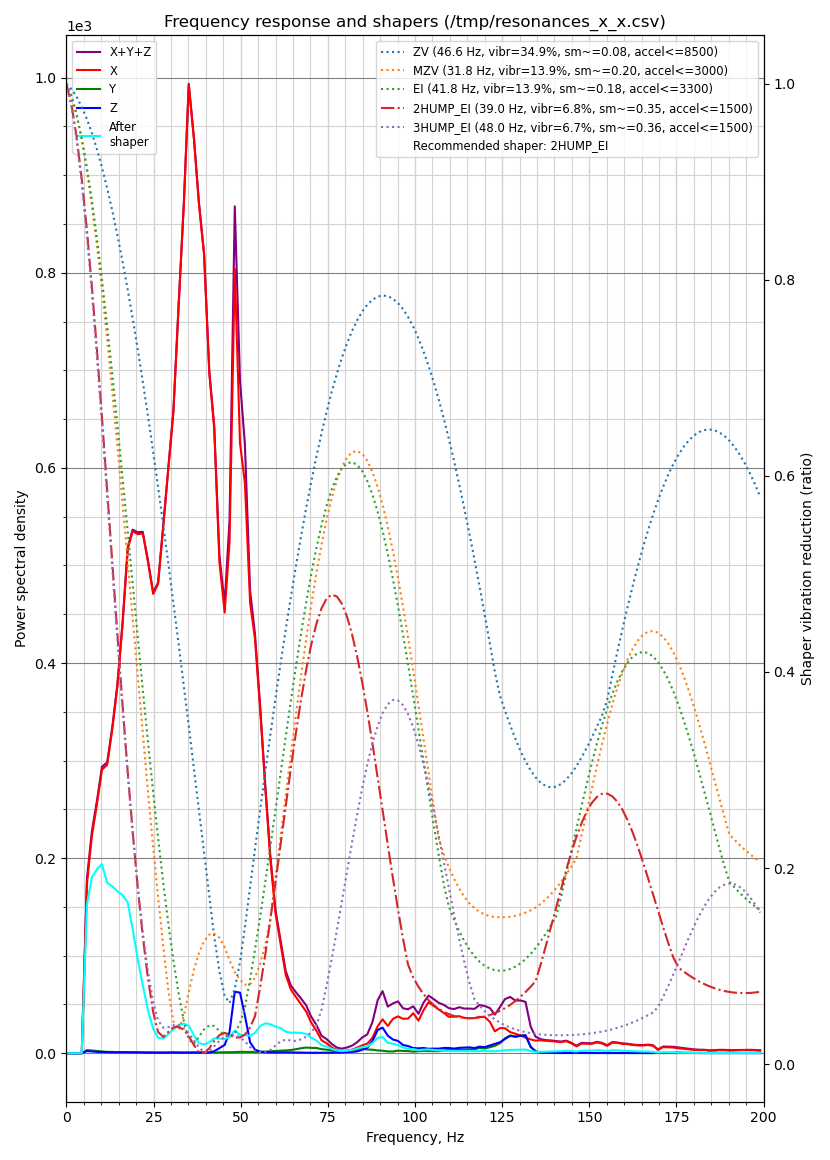 Frequency response and shapers (/tmp/resonances_x_x.csv)
1e3
X+Y+Z
X
Y
Z
After
shaper
ZV (46.6 Hz, vibr=34.9%, sm~=0.08, accel<=8500)
MZV (31.8 Hz, vibr=13.9%, sm~=0.20, accel<=3000)
EI (41.8 Hz, vibr=13.9%, sm~=0.18, accel<=3300)
2HUMP_EI (39.0 Hz, vibr=6.8%, sm~=0.35, accel<=1500)
3HUMP_EI (48.0 Hz, vibr=6.7%, sm~=0.36, accel<=1500)
Recommended shaper: 2HUMP_EI
Power spectral density
1.0
0.8
0.6
0.4
0.2
0.0
1.0
0.8
0.6
0.4
0.2
0.0
Shaper vibration reduction (ratio)
0 25 50 75 100 125 150 175 200
Frequency, Hz